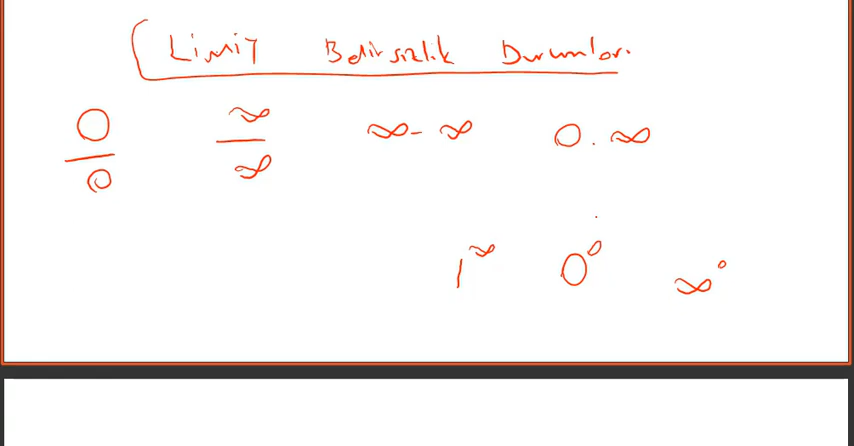 Limit Belirsizlik Durumları
0/0 ∞/∞ ∞-∞ 0.∞
1^∞ 0^0 ∞^0